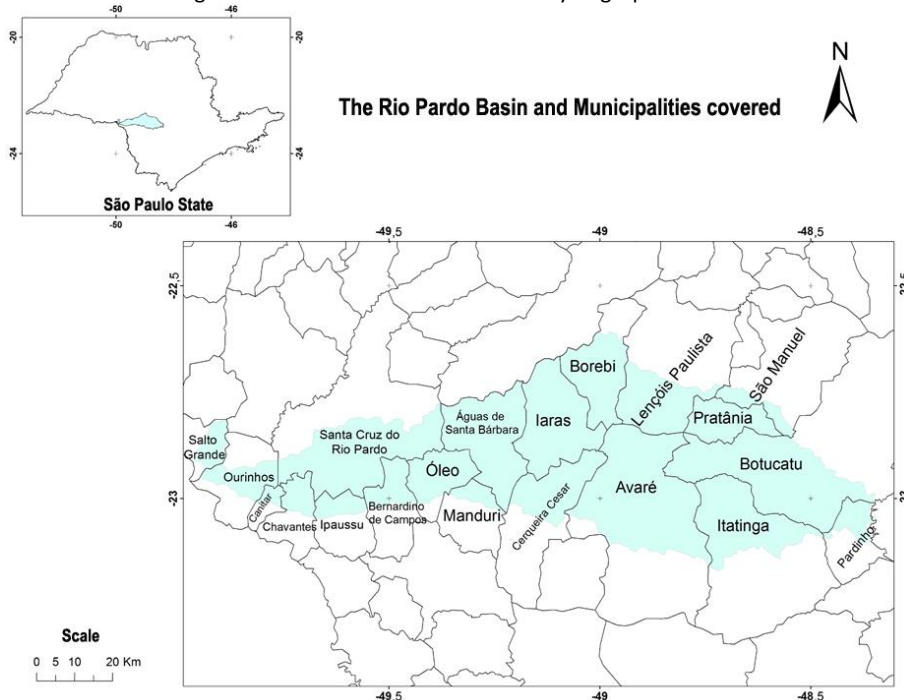 -50
-46
-20
-20
-24
-24
São Paulo State
-50
-46
The Rio Pardo Basin and Municipalities covered
N
-49,5
-49
-48,5
-22,5
Borebi
Lençóis Paulista
São Manuel
Iaras
Pratânia
Águas de
Santa Bárbara
Santa Cruz do
Rio Pardo
Salto
Grande
Óleo
Botucatu
Ourinhos
Avaré
-23
Canitar
Chavantes
Ipaussu
Bernardino
de Campos
Manduri
Cerqueira Cesar
Itatinga
Pardinho
Scale
0 5 10 20 Km
-49.5
-49
-48.5